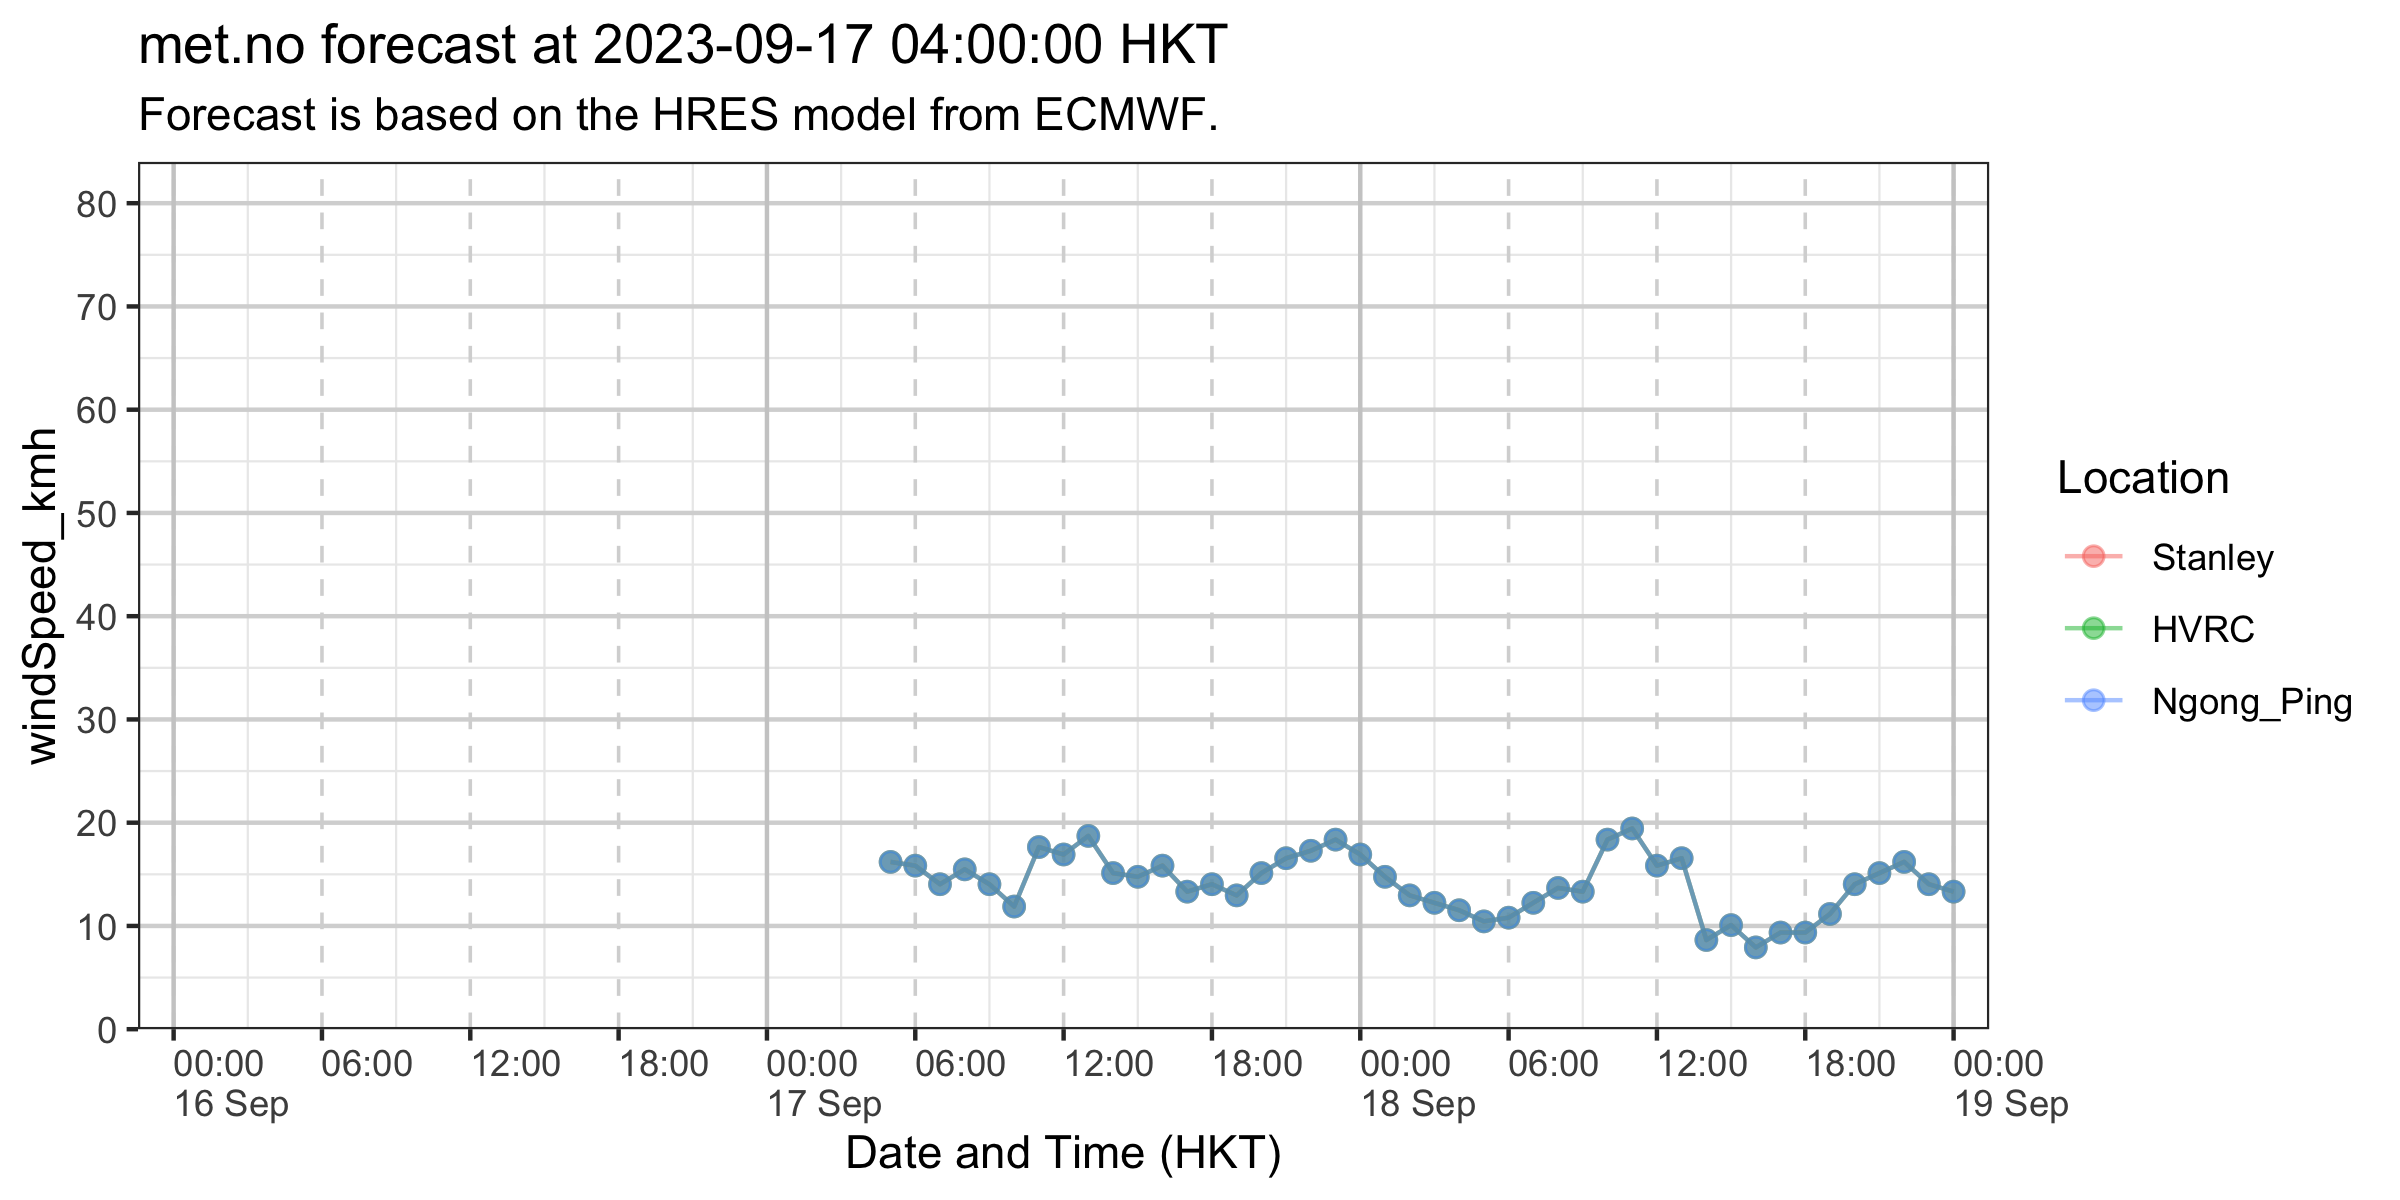 met.no forecast at 2023-09-17 04:00:00 HKT
Forecast is based on the HRES model from ECMWF.
windSpeed_kmh
80
70
60
50
40
30
20
10
0
00:00 06:00 12:00 18:00 00:00 06:00 12:00 18:00 00:00 06:00 12:00 18:00 00:00
16 Sep 17 Sep 18 Sep 19 Sep
Date and Time (HKT)
Location
Stanley
HVRC
Ngong_Ping